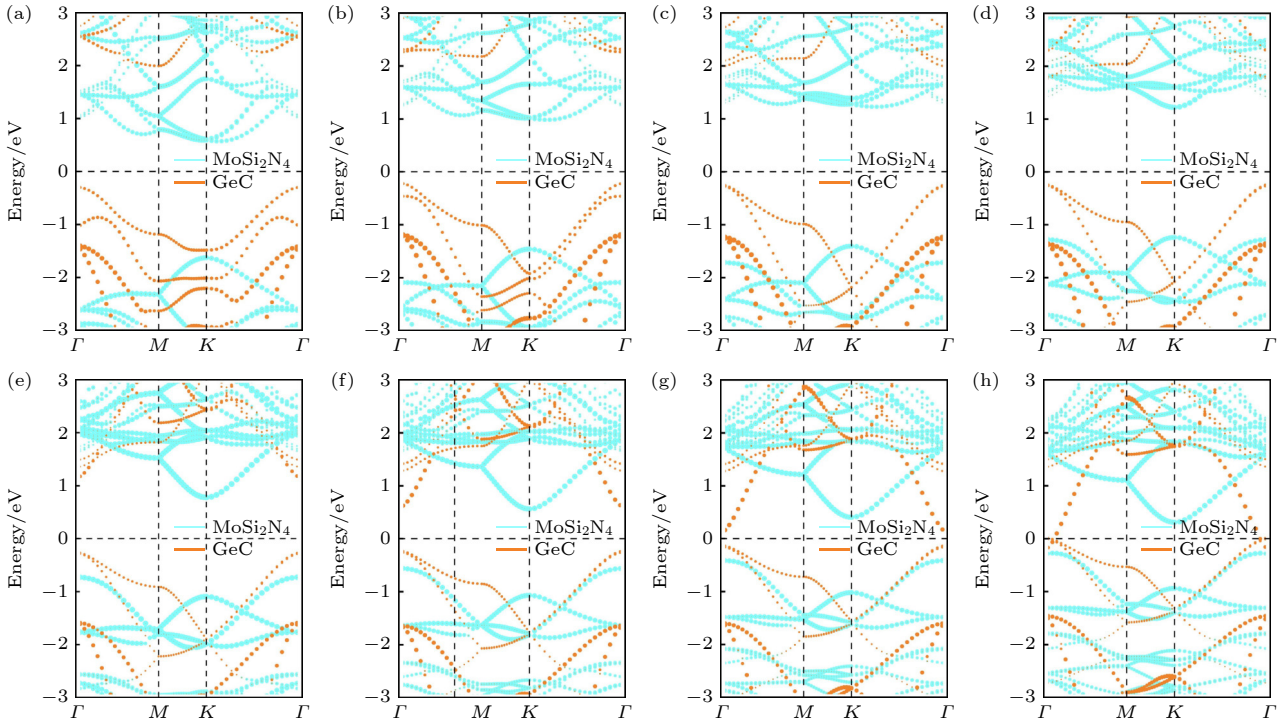 (a)
3
2
1
0
−1
−2
−3
Energy/eV
MoSi₂N₄
GeC
Γ M K Γ
(b)
3
2
1
0
−1
−2
−3
Energy/eV
MoSi₂N₄
GeC
Γ M K Γ
(c)
3
2
1
0
−1
−2
−3
Energy/eV
MoSi₂N₄
GeC
Γ M K Γ
(d)
3
2
1
0
−1
−2
−3
Energy/eV
MoSi₂N₄
GeC
Γ M K Γ
(e)
3
2
1
0
−1
−2
−3
Energy/eV
MoSi₂N₄
GeC
Γ M K Γ
(f)
3
2
1
0
−1
−2
−3
Energy/eV
MoSi₂N₄
GeC
Γ M K Γ
(g)
3
2
1
0
−1
−2
−3
Energy/eV
MoSi₂N₄
GeC
Γ M K Γ
(h)
3
2
1
0
−1
−2
−3
Energy/eV
MoSi₂N₄
GeC
Γ M K Γ